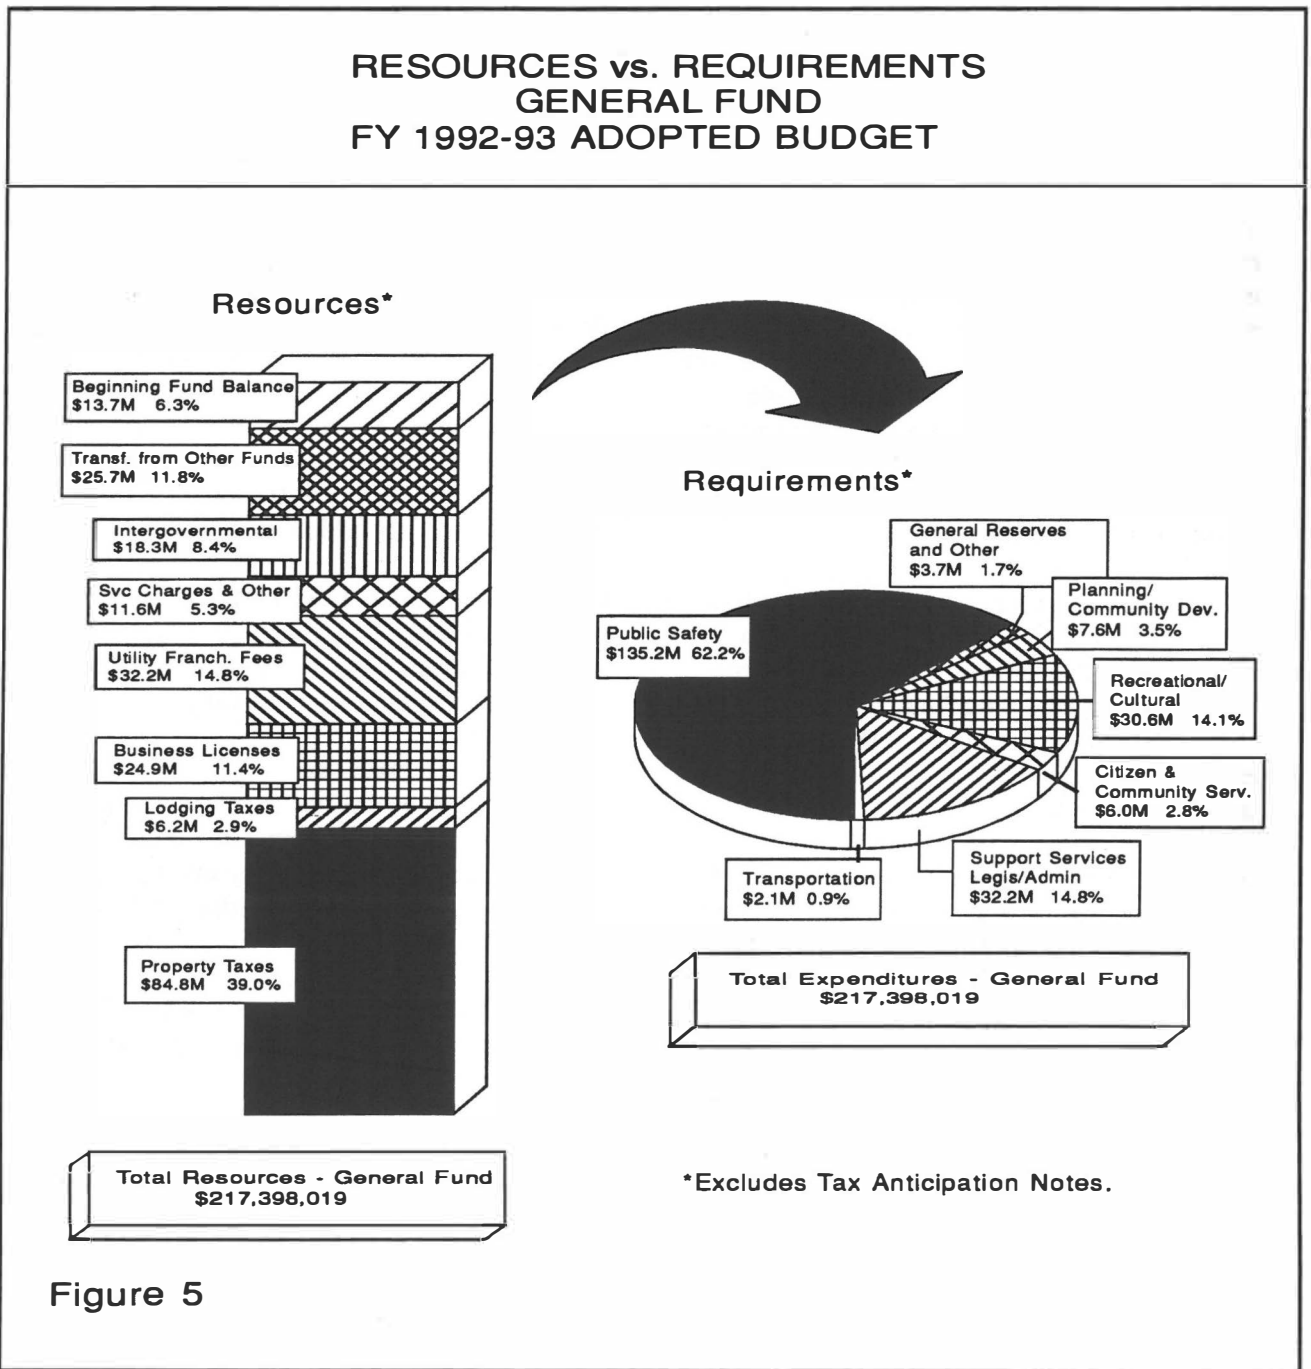 RESOURCES vs. REQUIREMENTS
GENERAL FUND
FY 1992-93 ADOPTED BUDGET
Resources*
Beginning Fund Balance
$13.7M 6.3%
Transf. from Other Funds
$25.7M 11.8%
Intergovernmental
$18.3M 8.4%
Svc Charges & Other
$11.6M 5.3%
Utility Franch. Fees
$32.2M 14.8%
Business Licenses
$24.9M 11.4%
Lodging Taxes
$6.2M 2.9%
Property Taxes
$84.8M 39.0%
Total Resources - General Fund
$217,398,019
Requirements*
General Reserves
and Other
$3.7M 1.7%
Planning/
Community Dev.
$7.6M 3.5%
Public Safety
$135.2M 62.2%
Recreational/
Cultural
$30.6M 14.1%
Citizen &
Community Serv.
$6.0M 2.8%
Support Services
Legis/Admin
$32.2M 14.8%
Transportation
$2.1M 0.9%
Total Expenditures - General Fund
$217,398,019
*Excludes Tax Anticipation Notes.
Figure 5